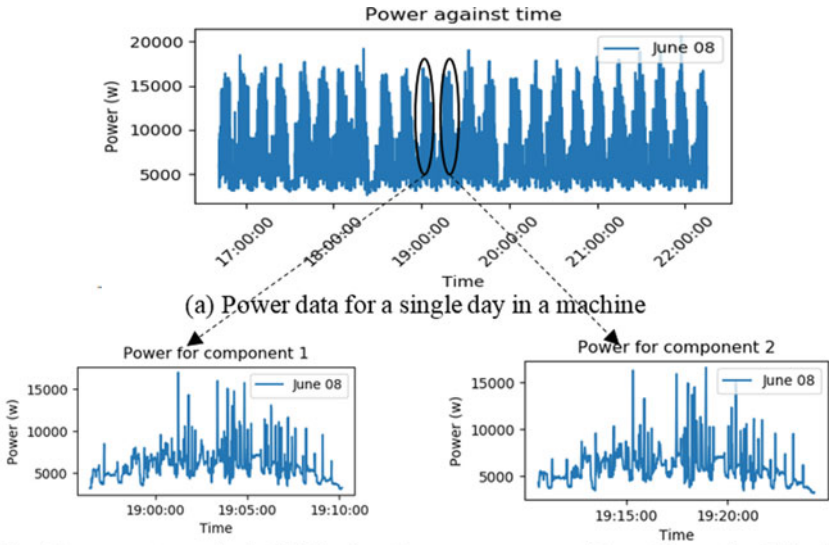 Power against time
20000
15000
10000
5000
Power (w)
June 08
17:00:00
18:00:00
19:00:00
20:00:00
21:00:00
22:00:00
Time
(a) Power data for a single day in a machine
Power for component 1
15000
10000
5000
Power (w)
June 08
19:00:00
19:05:00
19:10:00
Time
Power for component 2
15000
10000
5000
Power (w)
June 08
19:15:00
19:20:00
Time